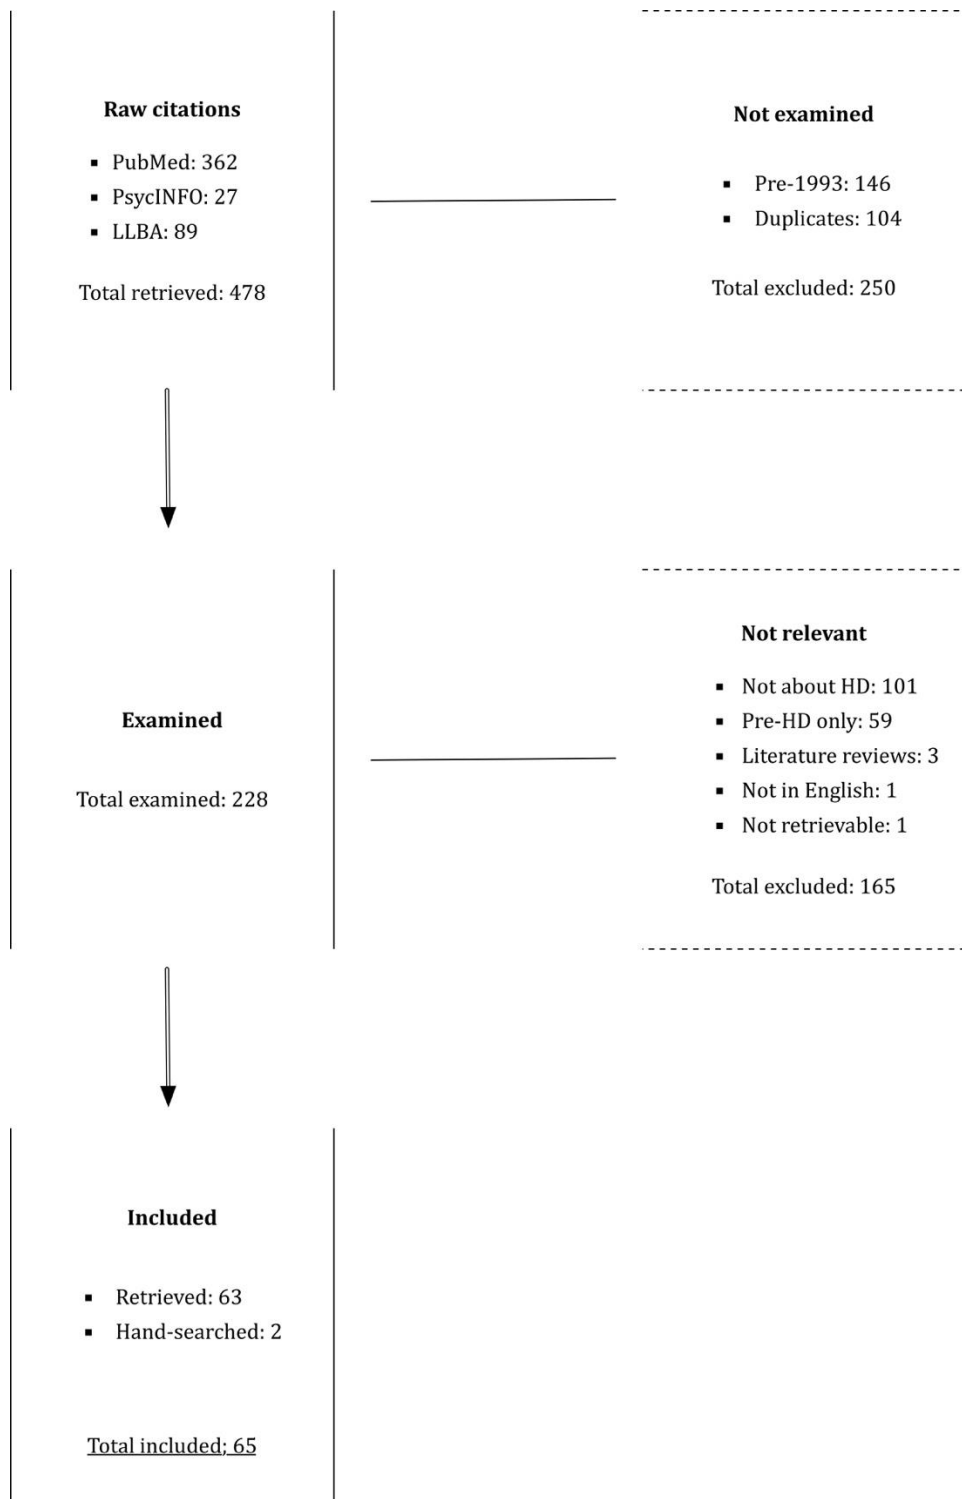 Raw citations
▪ PubMed: 362
▪ PsycINFO: 27
▪ LLBA: 89
Total retrieved: 478
Not examined
▪ Pre-1993: 146
▪ Duplicates: 104
Total excluded: 250
Examined
Total examined: 228
Not relevant
▪ Not about HD: 101
▪ Pre-HD only: 59
▪ Literature reviews: 3
▪ Not in English: 1
▪ Not retrievable: 1
Total excluded: 165
Included
▪ Retrieved: 63
▪ Hand-searched: 2
Total included; 65